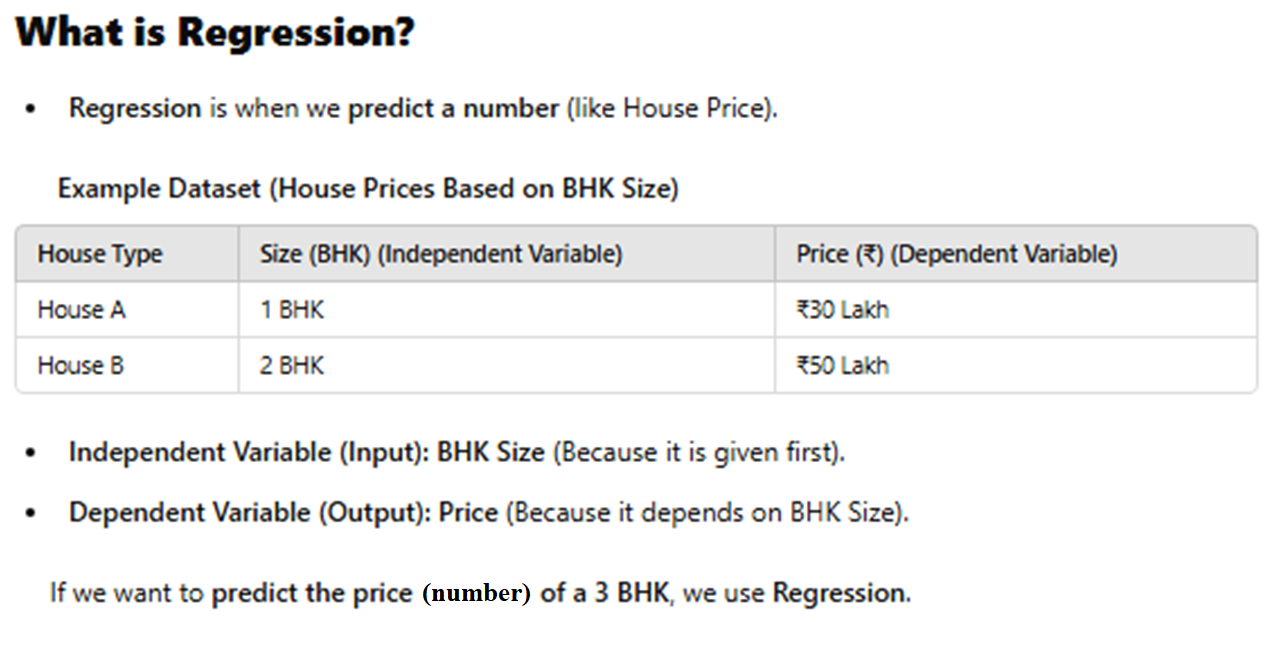 What is Regression?
• Regression is when we predict a number (like House Price).
Example Dataset (House Prices Based on BHK Size)
House Type Size (BHK) (Independent Variable) Price (₹) (Dependent Variable)
House A 1 BHK ₹30 Lakh
House B 2 BHK ₹50 Lakh
• Independent Variable (Input): BHK Size (Because it is given first).
• Dependent Variable (Output): Price (Because it depends on BHK Size).
If we want to predict the price (number) of a 3 BHK, we use Regression.